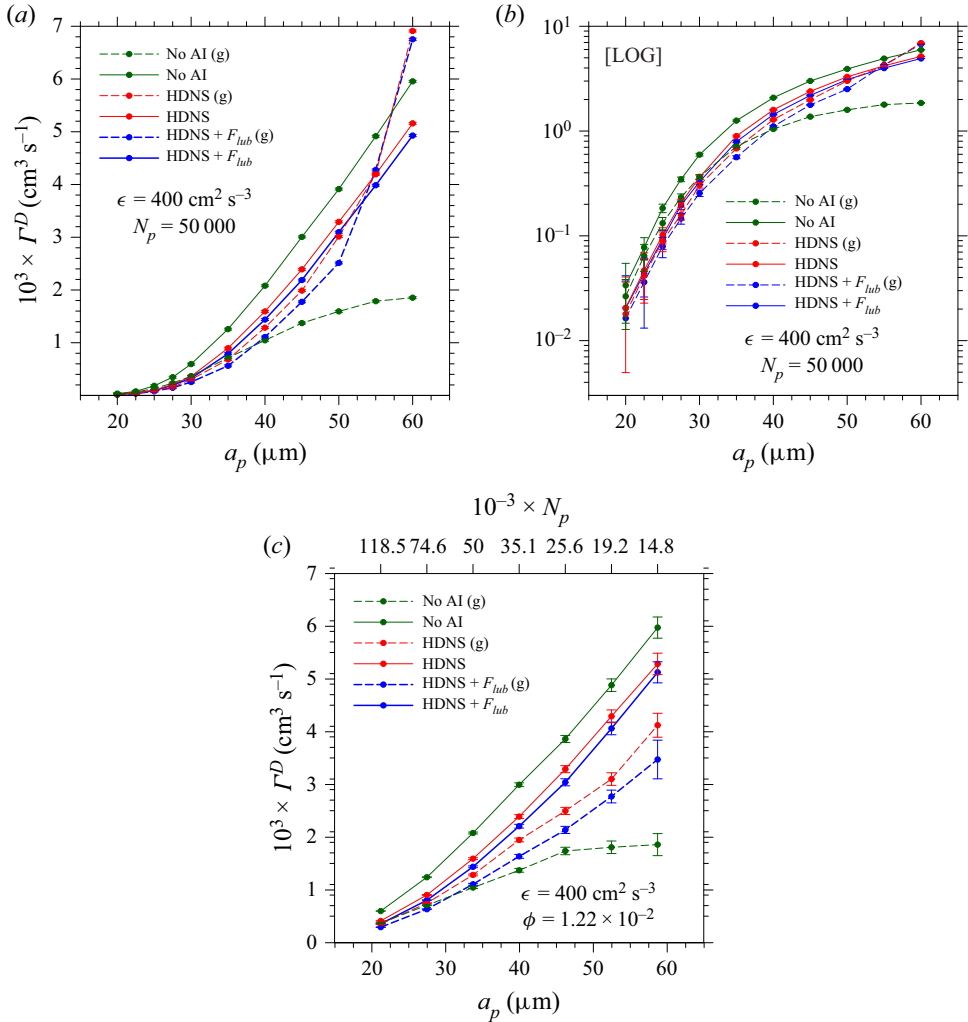 (a)
7
6
5
4
3
2
1
10³ × Γᴰ (cm³ s⁻¹)
No AI (g)
No AI
HDNS (g)
HDNS
HDNS + F_lub (g)
HDNS + F_lub
ϵ = 400 cm² s⁻³
N_p = 50 000
20 30 40 50 60
a_p (μm)
(b)
[LOG]
10¹
10⁰
10⁻¹
10⁻²
No AI (g)
No AI
HDNS (g)
HDNS
HDNS + F_lub (g)
HDNS + F_lub
ϵ = 400 cm² s⁻³
N_p = 50 000
20 30 40 50 60
a_p (μm)
(c)
10⁻³ × N_p
118.5 74.6 50 35.1 25.6 19.2 14.8
7
6
5
4
3
2
1
0
10³ × Γᴰ (cm³ s⁻¹)
No AI (g)
No AI
HDNS (g)
HDNS
HDNS + F_lub (g)
HDNS + F_lub
ϵ = 400 cm² s⁻³
ϕ = 1.22 × 10⁻²
20 30 40 50 60
a_p (μm)